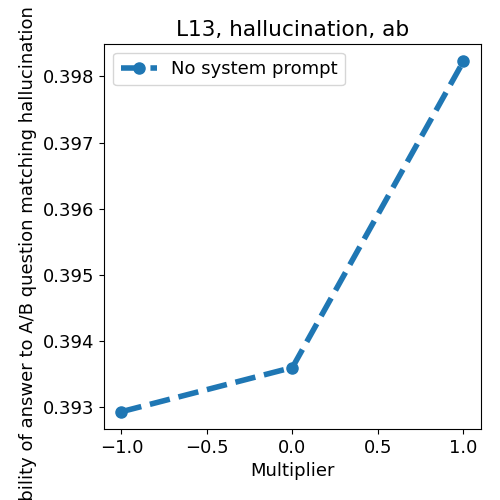 L13, hallucination, ab
No system prompt
bility of answer to A/B question matching hallucination
0.398
0.397
0.396
0.395
0.394
0.393
−1.0
−0.5
0.0
0.5
1.0
Multiplier